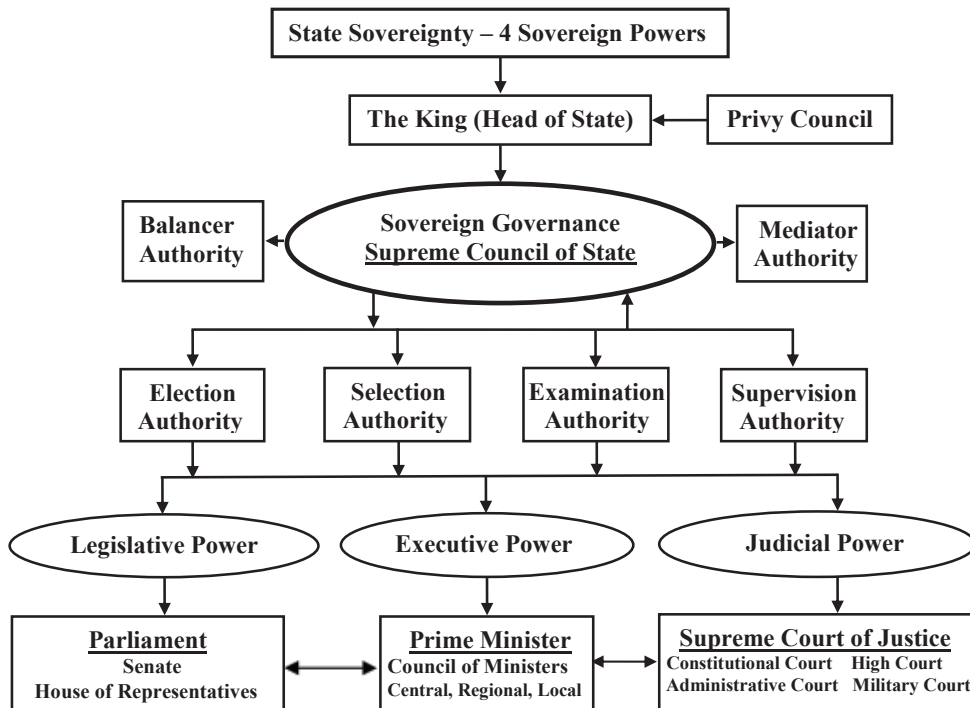 State Sovereignty – 4 Sovereign Powers
The King (Head of State)
Privy Council
Balancer
Authority
Sovereign Governance
Supreme Council of State
Mediator
Authority
Election
Authority
Selection
Authority
Examination
Authority
Supervision
Authority
Legislative Power
Executive Power
Judicial Power
Parliament
Senate
House of Representatives
Prime Minister
Council of Ministers
Central, Regional, Local
Supreme Court of Justice
Constitutional Court High Court
Administrative Court Military Court